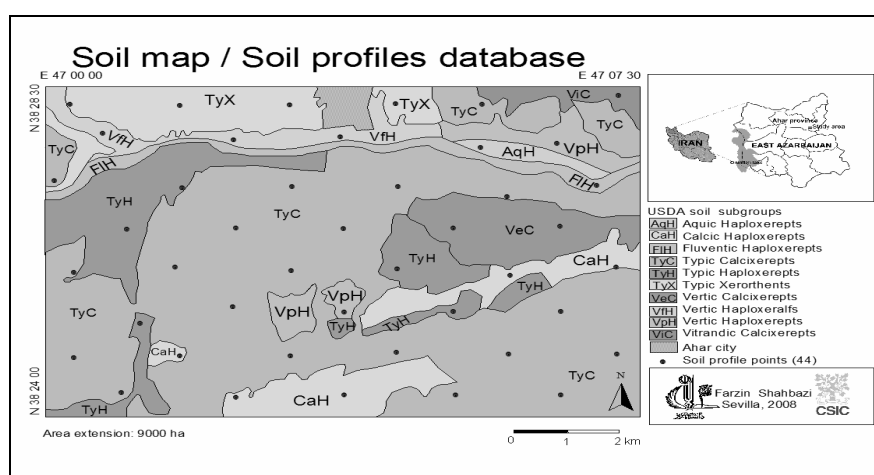 Soil map / Soil profiles database
E 47 00 00
E 47 07 30
N 38 28 30
N 38 24 00
TyX
TyX
ViC
TyC
TyC
VfH
VfH
TyC
AqH
VpH
FlH
FlH
TyH
TyC
VeC
TyH
CaH
TyH
VpH
VpH
TyC
TyH
TyH
CaH
TyC
CaH
TyH
N
Area extension: 9000 ha
0 1 2 km
Ahar province
Study area
IRAN
EAST AZARBAIJAN
USDA soil subgroups
AqH Aquic Haploxerepts
CaH Calcic Haploxerepts
FlH Fluventic Haploxerepts
TyC Typic Calcixerepts
TyH Typic Haploxerepts
TyX Typic Xerorthents
VeC Vertic Calcixerepts
VfH Vertic Haploxeralfs
VpH Vertic Haploxerepts
ViC Vitrandic Calcixerepts
Ahar city
Soil profile points (44)
Farzin Shahbazi
Sevilla, 2008
CSIC